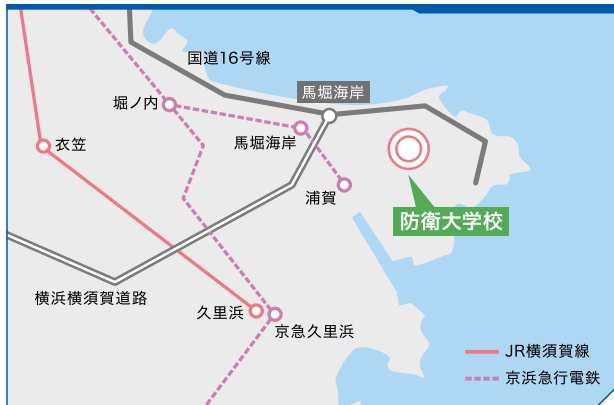 国道16号線
馬堀海岸
堀ノ内
馬堀海岸
衣笠
浦賀
防衛大学校
横浜横須賀道路
久里浜
京急久里浜
JR横須賀線
京浜急行電鉄